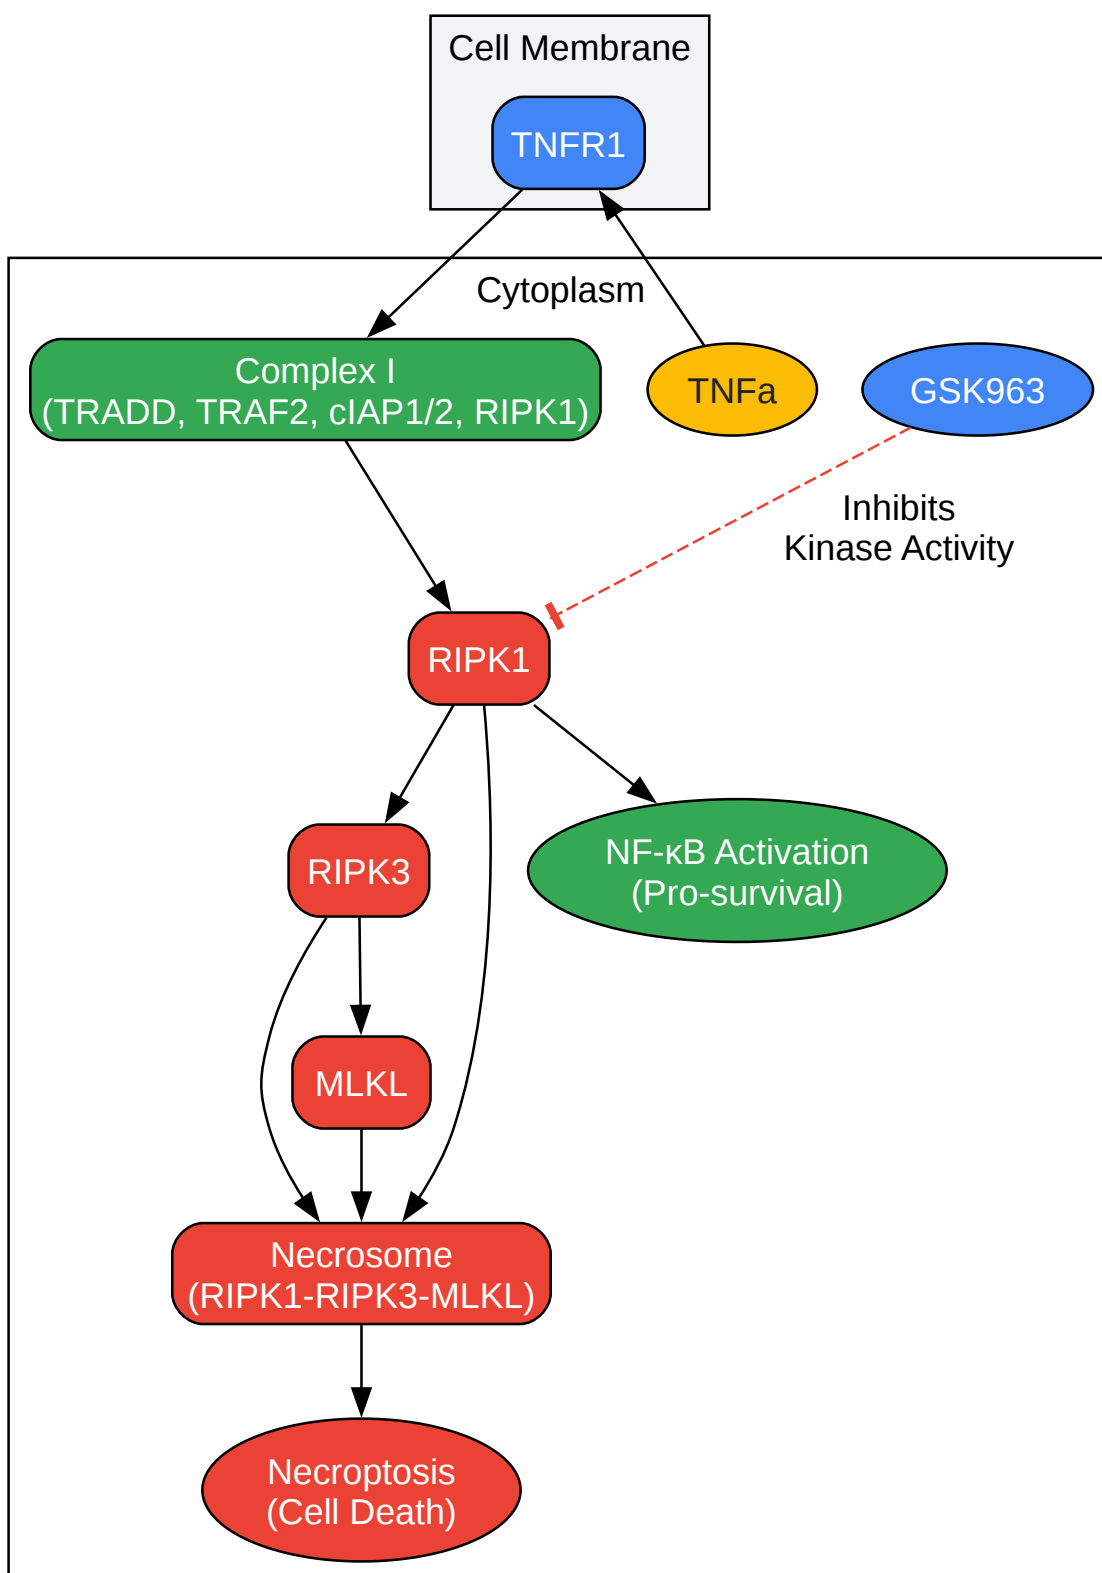 Cell Membrane
TNFR1
Cytoplasm
Complex I
(TRADD, TRAF2, cIAP1/2, RIPK1)
TNFa
GSK963
Inhibits
Kinase Activity
RIPK1
RIPK3
NF-κB Activation
(Pro-survival)
MLKL
Necrosome
(RIPK1-RIPK3-MLKL)
Necroptosis
(Cell Death)